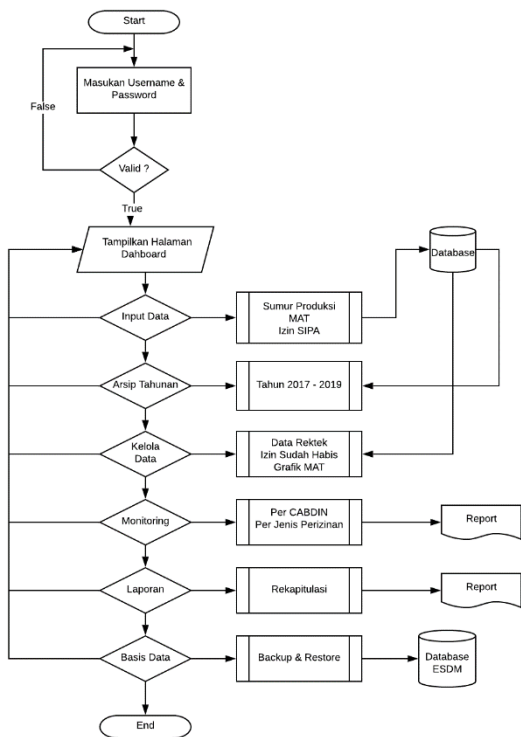 Start
Masukan Username &
Password
False
Valid ?
True
Tampilkan Halaman
Dahboard
Database
Input Data
Sumur Produksi
MAT
Izin SIPA
Arsip Tahunan
Tahun 2017 - 2019
Kelola
Data
Data Rektek
Izin Sudah Habis
Grafik MAT
Monitoring
Per CABDIN
Per Jenis Perizinan
Report
Laporan
Rekapitulasi
Report
Basis Data
Backup & Restore
Database
ESDM
End